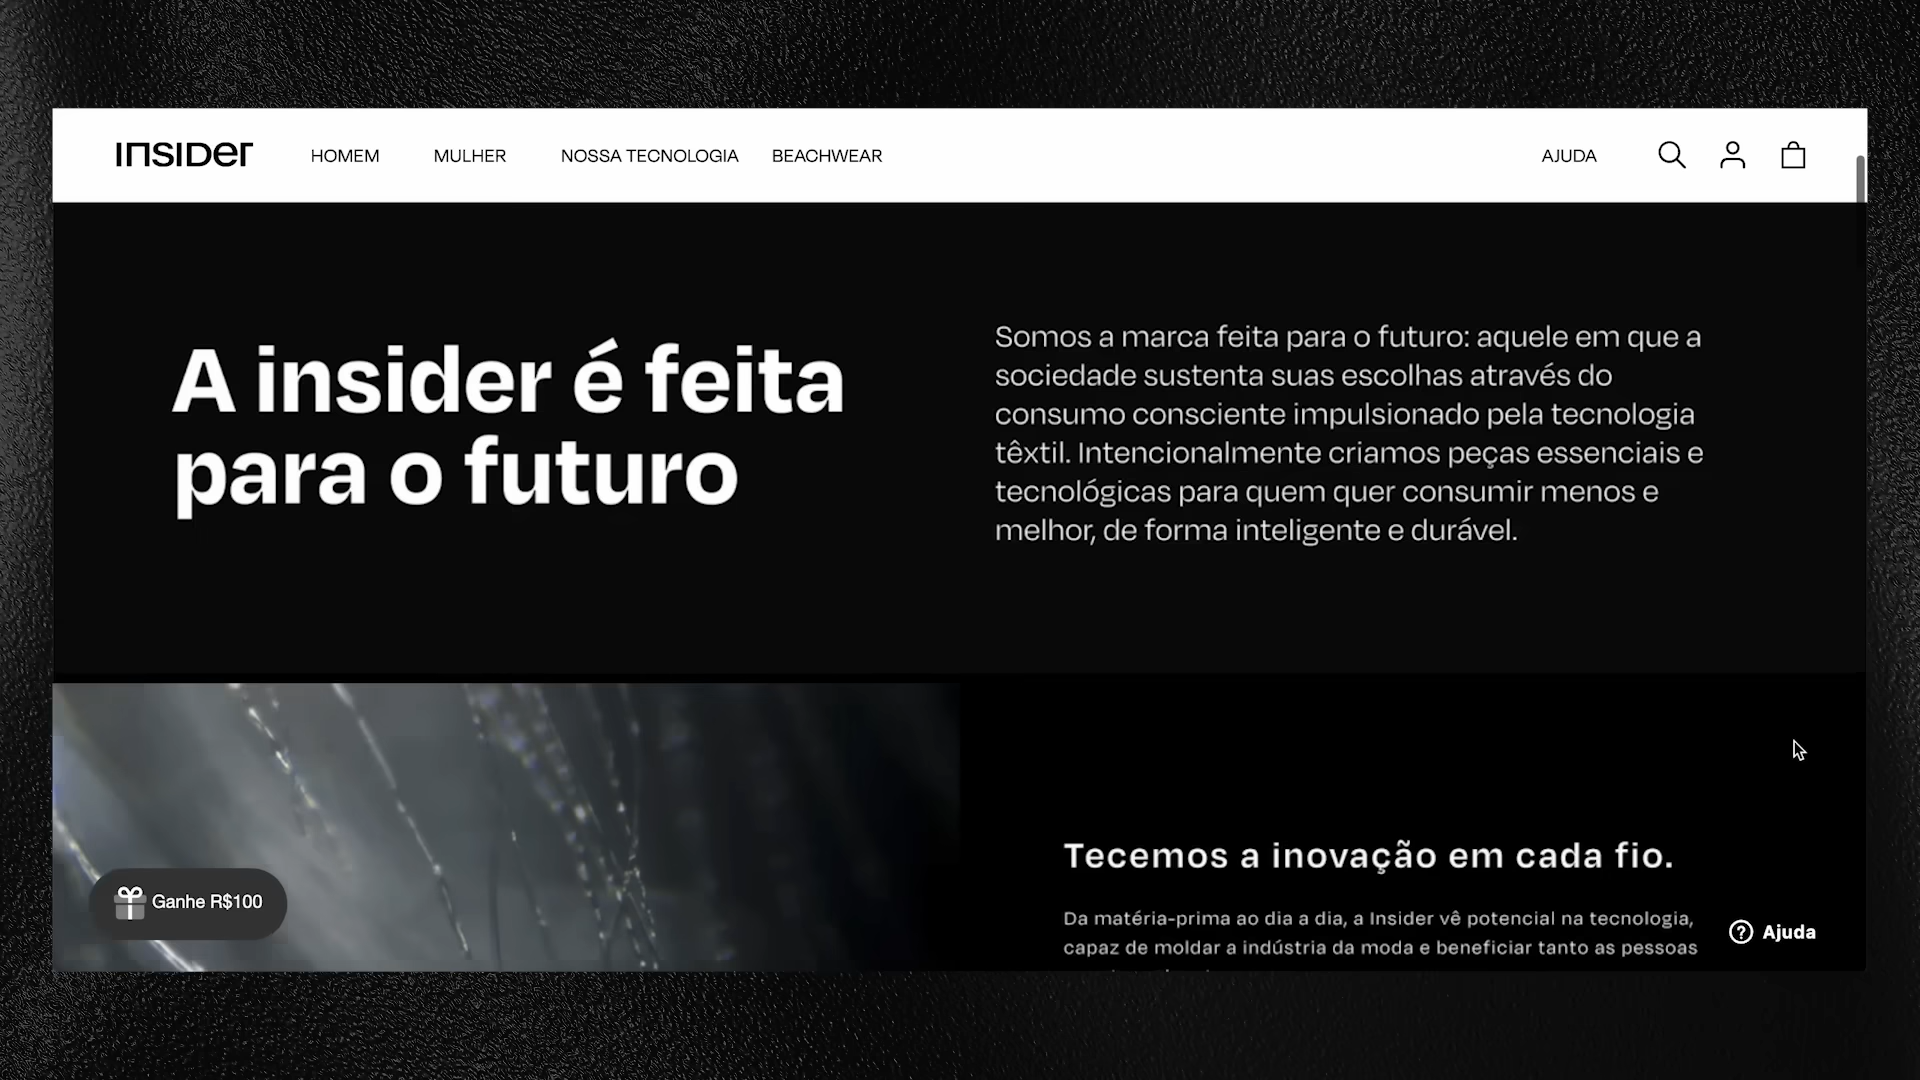 INSIDER
HOMEM
MULHER
NOSSA TECNOLOGIA
BEACHWEAR
AJUDA
A insider é feita
para o futuro
Somos a marca feita para o futuro: aquele em que a
sociedade sustenta suas escolhas através do
consumo consciente impulsionado pela tecnologia
têxtil. Intencionalmente criamos peças essenciais e
tecnológicas para quem quer consumir menos e
melhor, de forma inteligente e durável.
Tecemos a inovação em cada fio.
Da matéria-prima ao dia a dia, a Insider vê potencial na tecnologia,
capaz de moldar a indústria da moda e beneficiar tanto as pessoas
Ganhe R$100
Ajuda